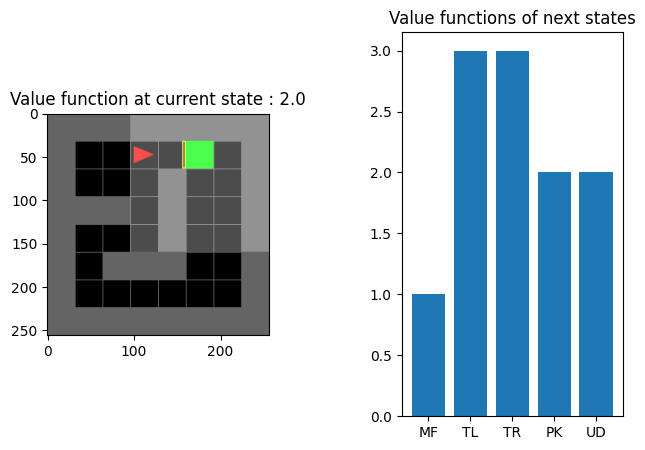 Value function at current state : 2.0
0
50
100
150
200
250
0
100
200
Value functions of next states
3.0
2.5
2.0
1.5
1.0
0.5
0.0
MF
TL
TR
PK
UD